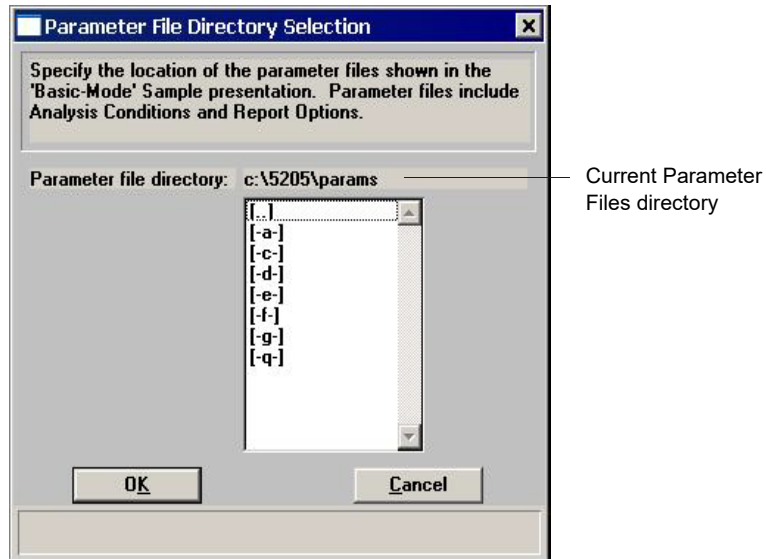 Parameter File Directory Selection
Specify the location of the parameter files shown in the
'Basic-Mode' Sample presentation. Parameter files include
Analysis Conditions and Report Options.
Parameter file directory: c:\5205\params
Current Parameter
Files directory
[..]
[-a-]
[-c-]
[-d-]
[-e-]
[-f-]
[-g-]
[-q-]
OK
Cancel